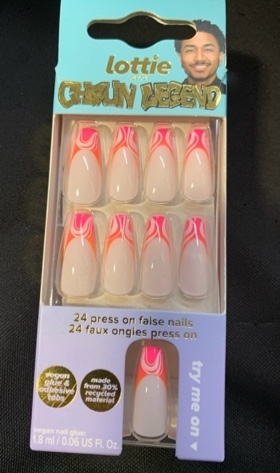 lottie
CHAUN LEGEND
24 press on false nails
24 faux ongles press on
vegan
glue &
adhesive
tabs
made
from 30%
recycled
material
try me on
vegan nail glue:
1.8 ml / 0.06 US Fl. Oz.